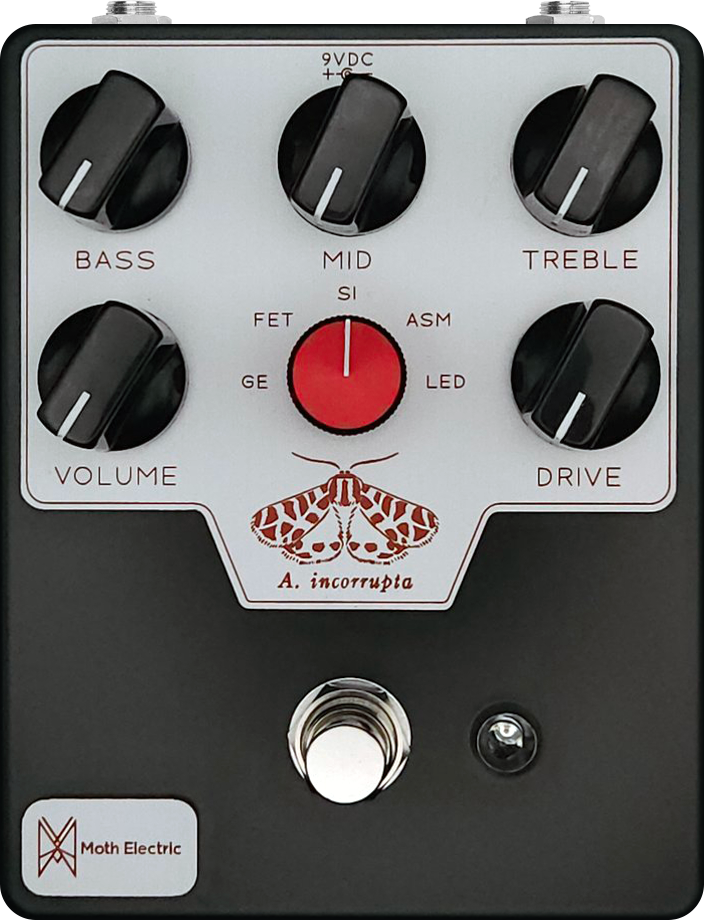 9VDC
+ -
BASS
MID
TREBLE
SI
FET
ASM
GE
LED
VOLUME
DRIVE
A. incorrupta
Moth Electric